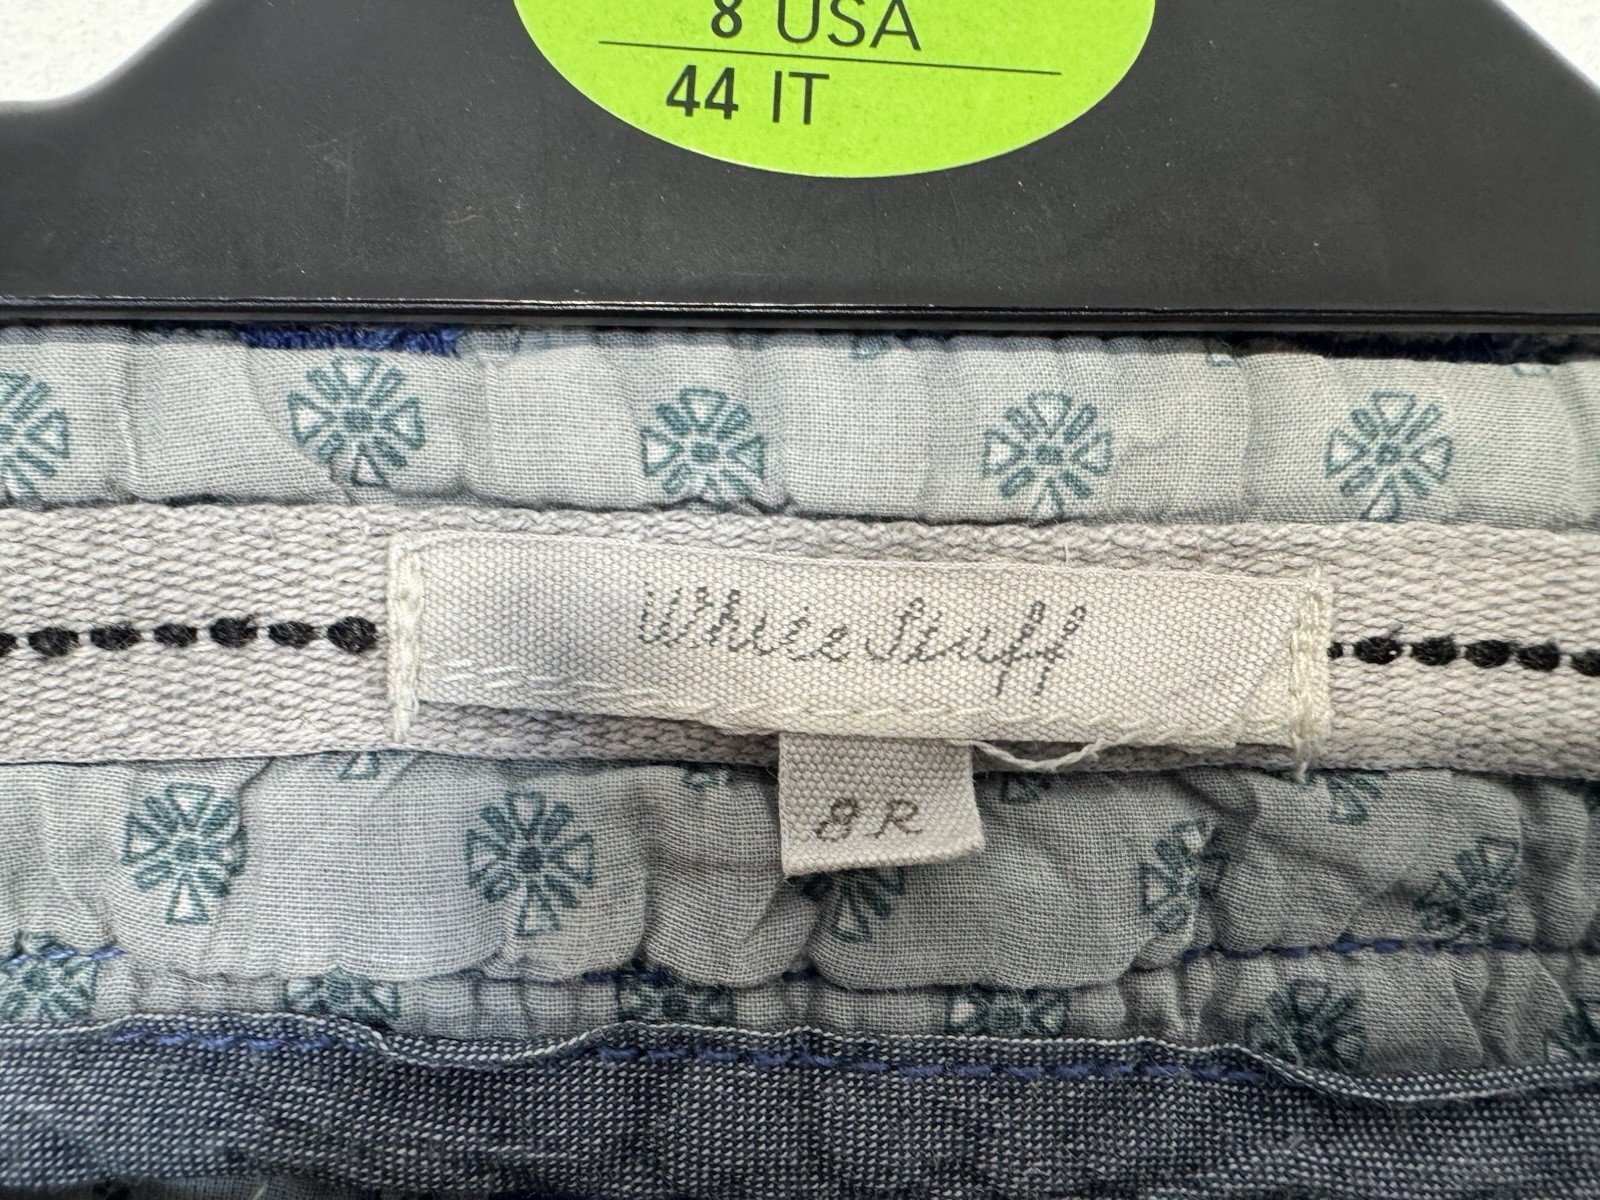 8 USA
44 IT
White Stuff
8R